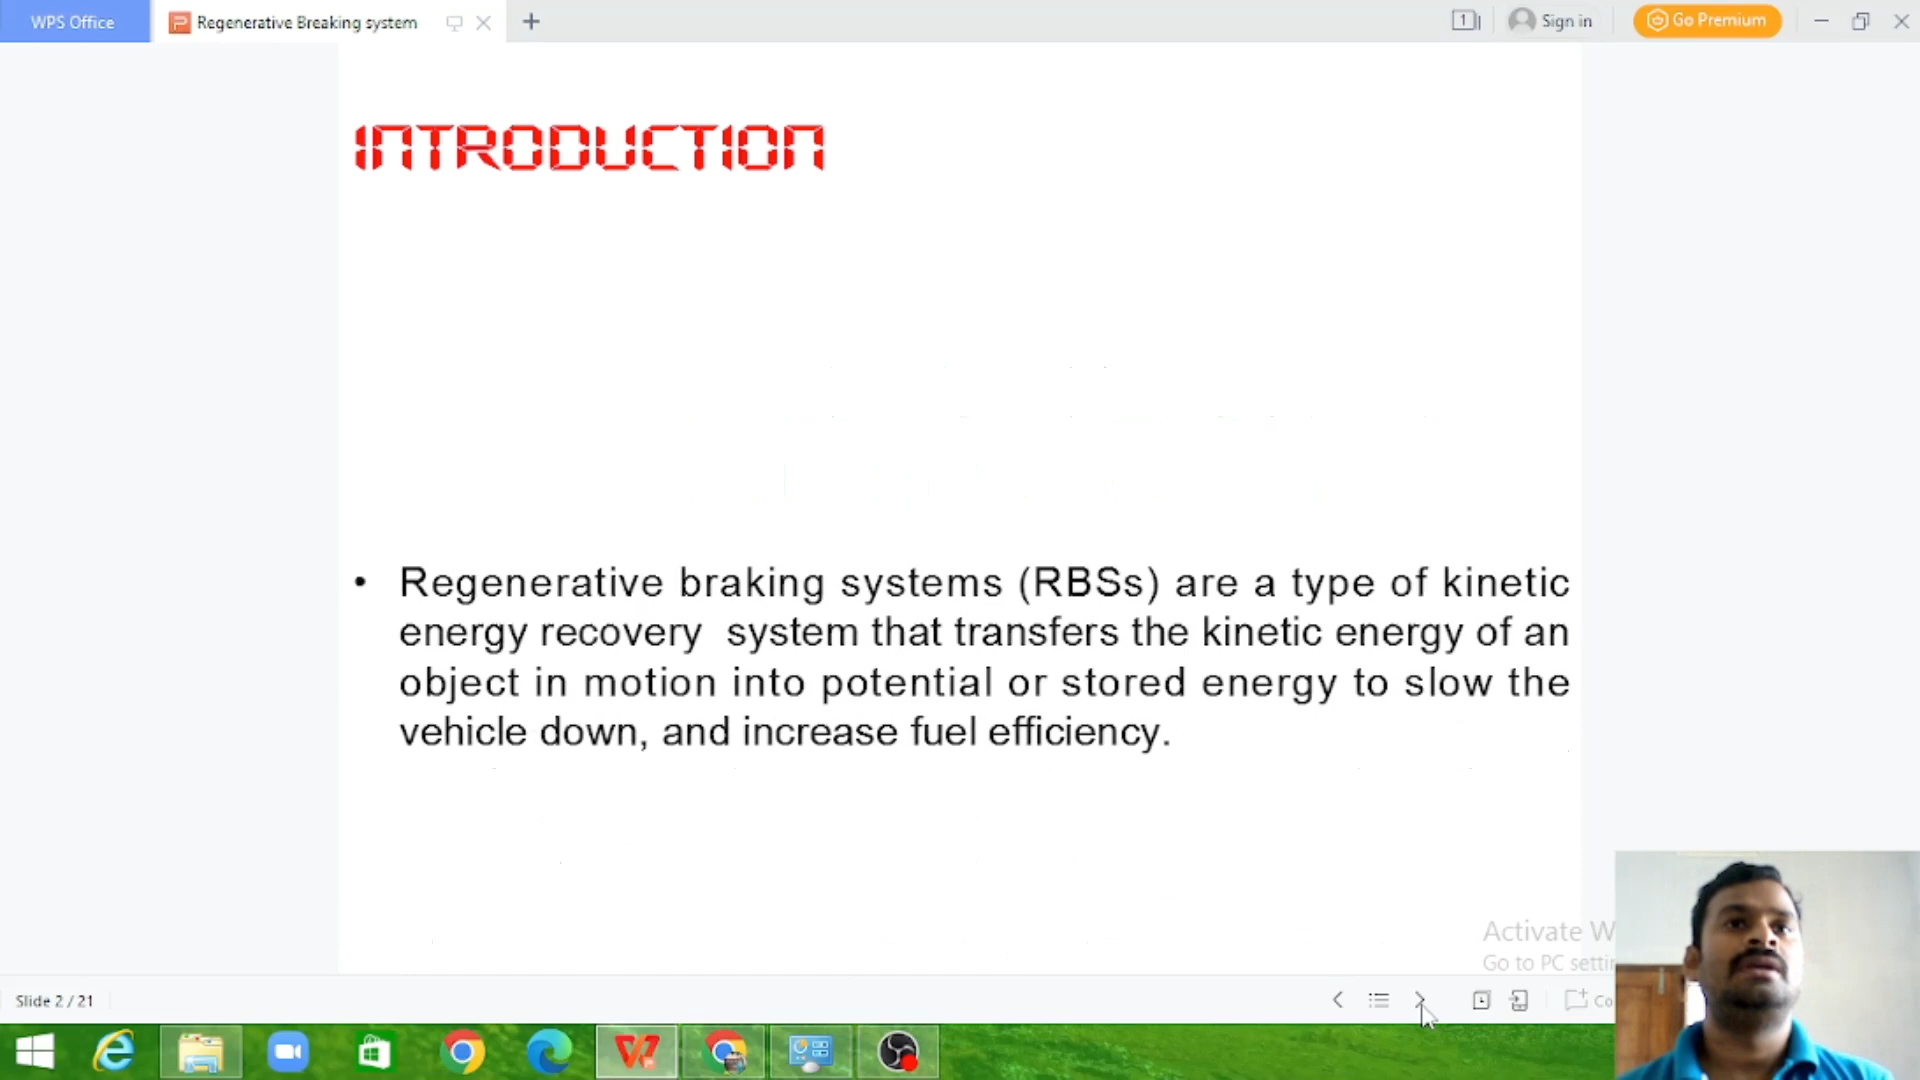 WPS Office
Regenerative Breaking system
1
Sign in
Go Premium
INTRODUCTION
• Regenerative braking systems (RBSs) are a type of kinetic
energy recovery system that transfers the kinetic energy of an
object in motion into potential or stored energy to slow the
vehicle down, and increase fuel efficiency.
Activate W
Go to PC setti
Slide 2 / 21
Co